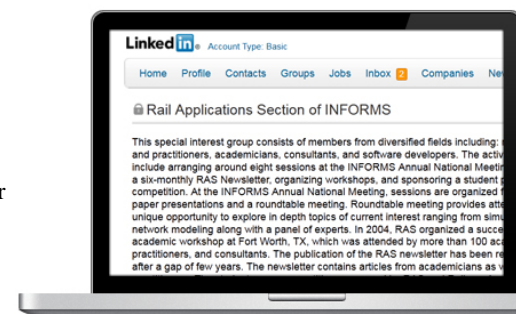 Linked in® Account Type: Basic
Home Profile Contacts Groups Jobs Inbox 2 Companies
Rail Applications Section of INFORMS
This special interest group consists of members from diversified fields including:
and practitioners, academicians, consultants, and software developers. The
include arranging around eight sessions at the INFORMS Annual National
a six-monthly RAS Newsletter, organizing workshops, and sponsoring a student
competition. At the INFORMS Annual National Meeting, sessions are organized
paper presentations and a roundtable meeting. Roundtable meeting provides
unique opportunity to explore in depth topics of current interest ranging from
network modeling along with a panel of experts. In 2004, RAS organized a
academic workshop at Fort Worth, TX, which was attended by more than 100
practitioners, and consultants. The publication of the RAS newsletter has been
after a gap of few years. The newsletter contains articles from academicians as